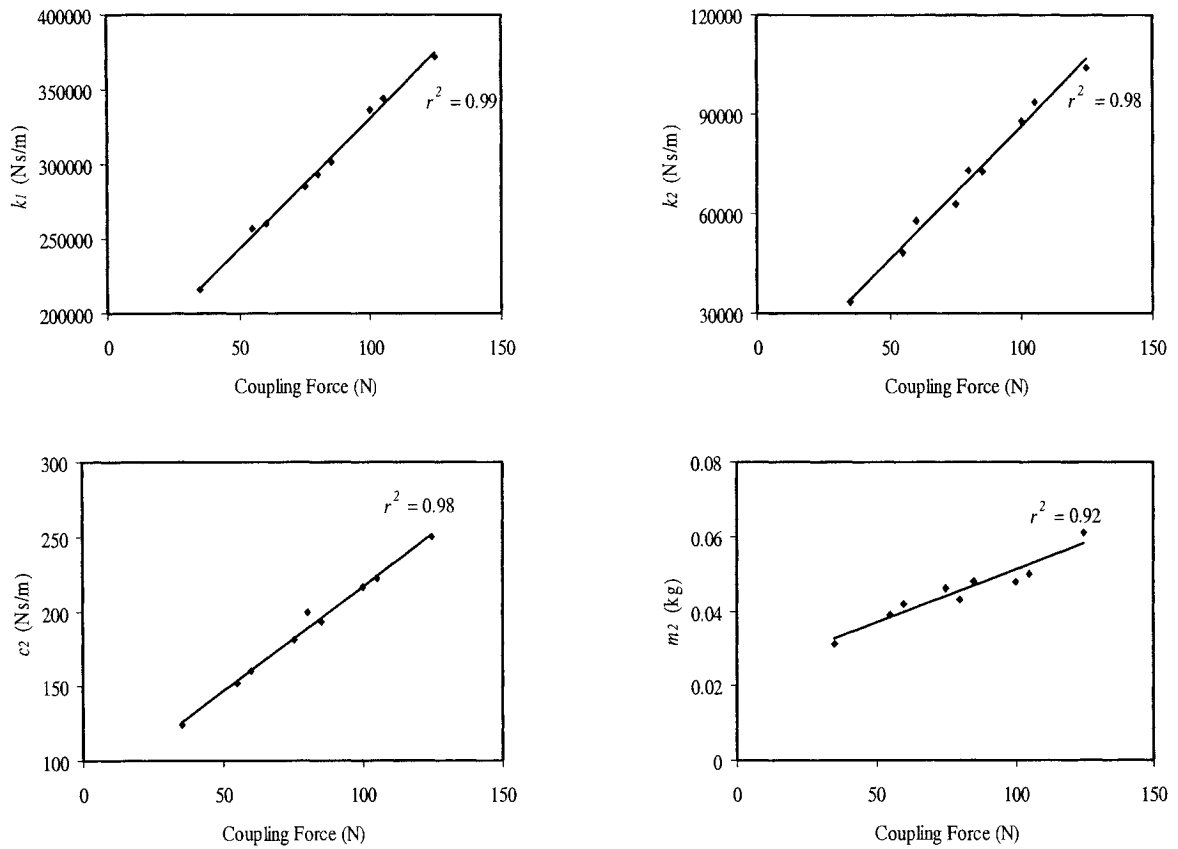 400000
350000
300000
250000
200000
k1 (Ns/m)
r² = 0.99
0 50 100 150
Coupling Force (N)
120000
90000
60000
30000
k2 (Ns/m)
r² = 0.98
0 50 100 150
Coupling Force (N)
300
250
200
150
100
c2 (Ns/m)
r² = 0.98
0 50 100 150
Coupling Force (N)
0.08
0.06
0.04
0.02
0
m2 (kg)
r² = 0.92
0 50 100 150
Coupling Force (N)